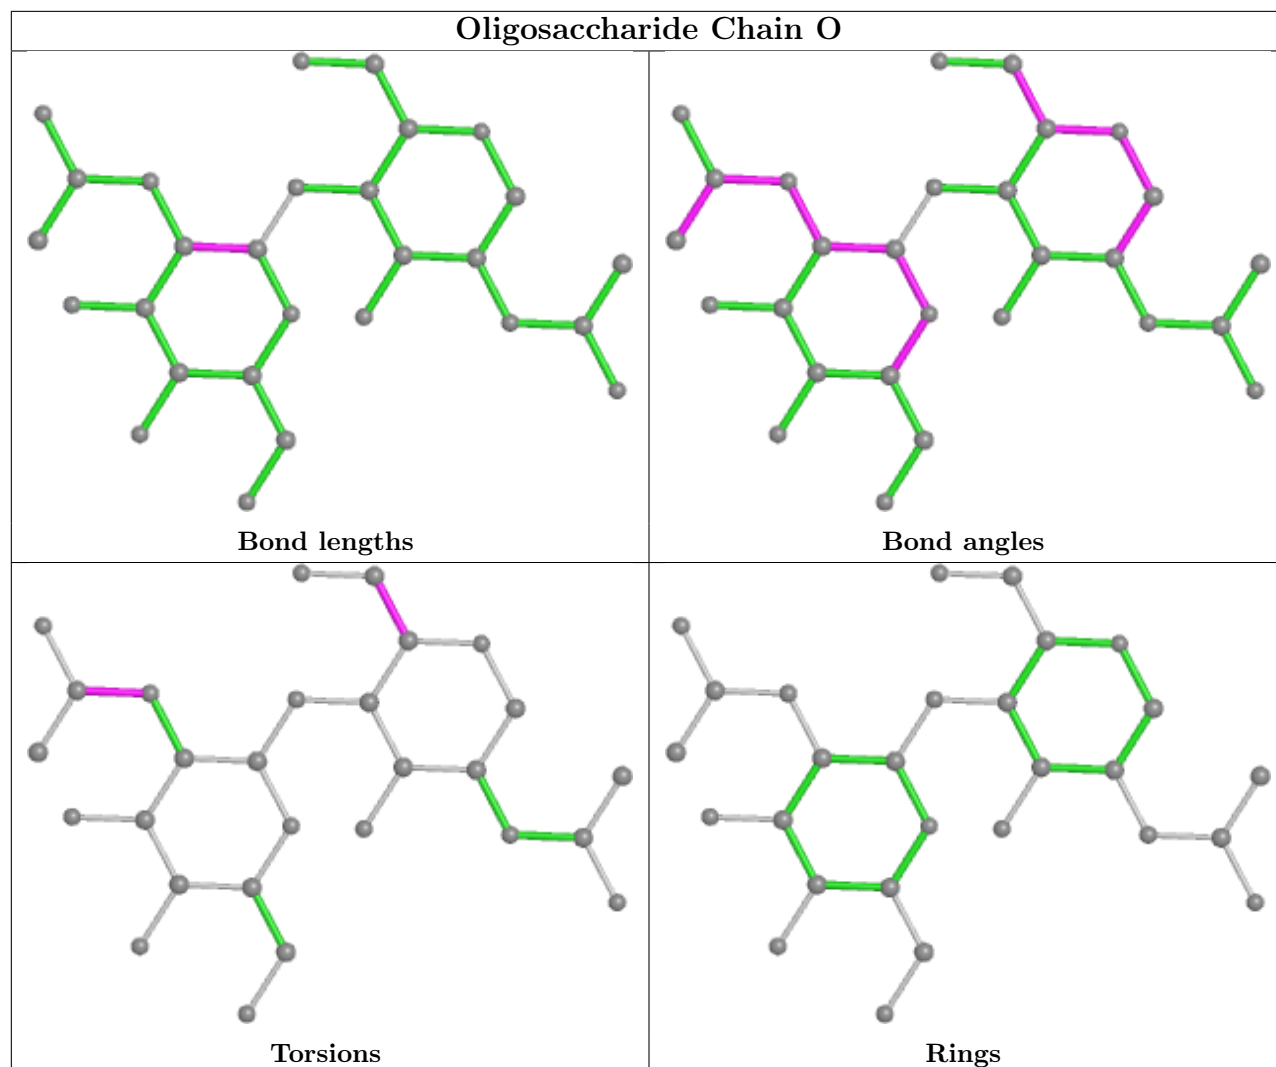 Oligosaccharide Chain O
Bond lengths
Bond angles
Torsions
Rings